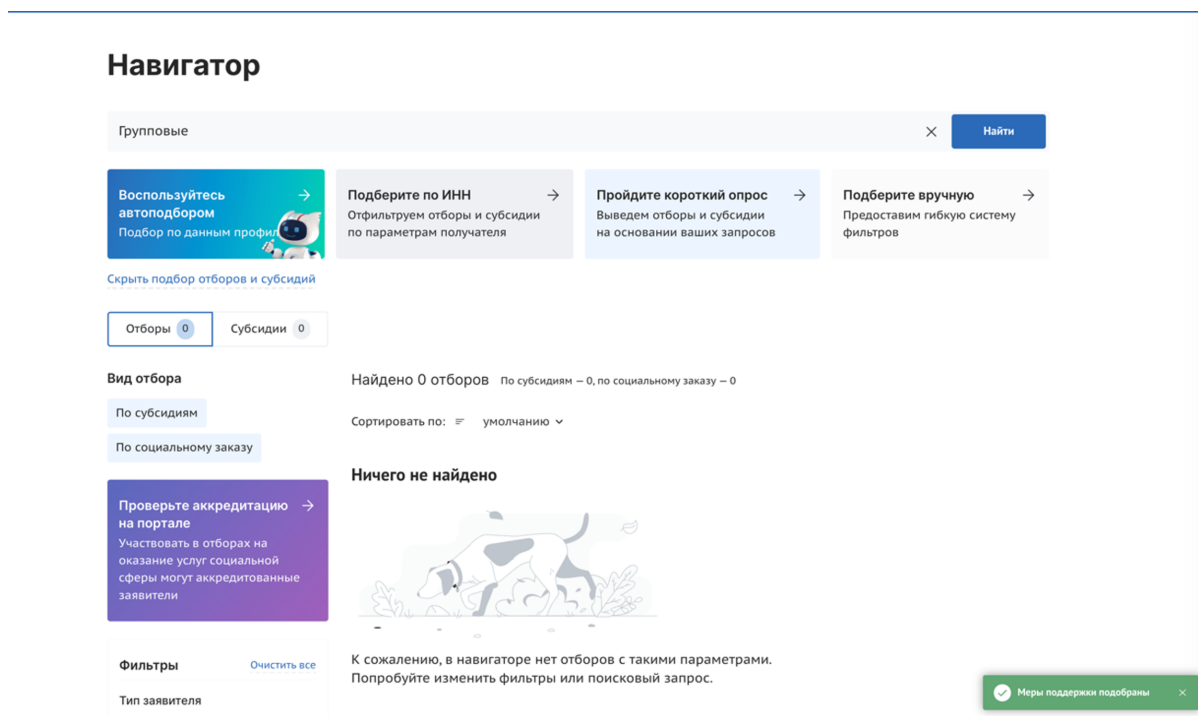 Навигатор
Групповые
Найти
Воспользуйтесь
автоподбором
Подбор по данным профил
Подберите по ИНН
Отфильтруем отборы и субсидии
по параметрам получателя
Пройдите короткий опрос
Выведем отборы и субсидии
на основании ваших запросов
Подберите вручную
Предоставим гибкую систему
фильтров
Скрыть подбор отборов и субсидий
Отборы 0
Субсидии 0
Вид отбора
По субсидиям
По социальному заказу
Проверьте аккредитацию
на портале
Участвовать в отборах на
оказание услуг социальной
сферы могут аккредитованные
заявители
Фильтры
Очистить все
Тип заявителя
Найдено 0 отборов По субсидиям – 0, по социальному заказу – 0
Сортировать по: умолчанию
Ничего не найдено
К сожалению, в навигаторе нет отборов с такими параметрами.
Попробуйте изменить фильтры или поисковый запрос.
Меры поддержки подобраны